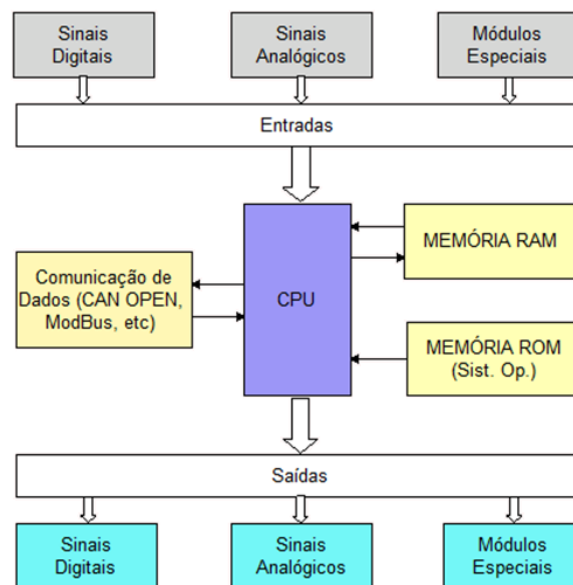 Sinais
Digitais
Sinais
Analógicos
Módulos
Especiais
Entradas
Comunicação de
Dados (CAN OPEN,
ModBus, etc)
CPU
MEMÓRIA RAM
MEMÓRIA ROM
(Sist. Op.)
Saídas
Sinais
Digitais
Sinais
Analógicos
Módulos
Especiais